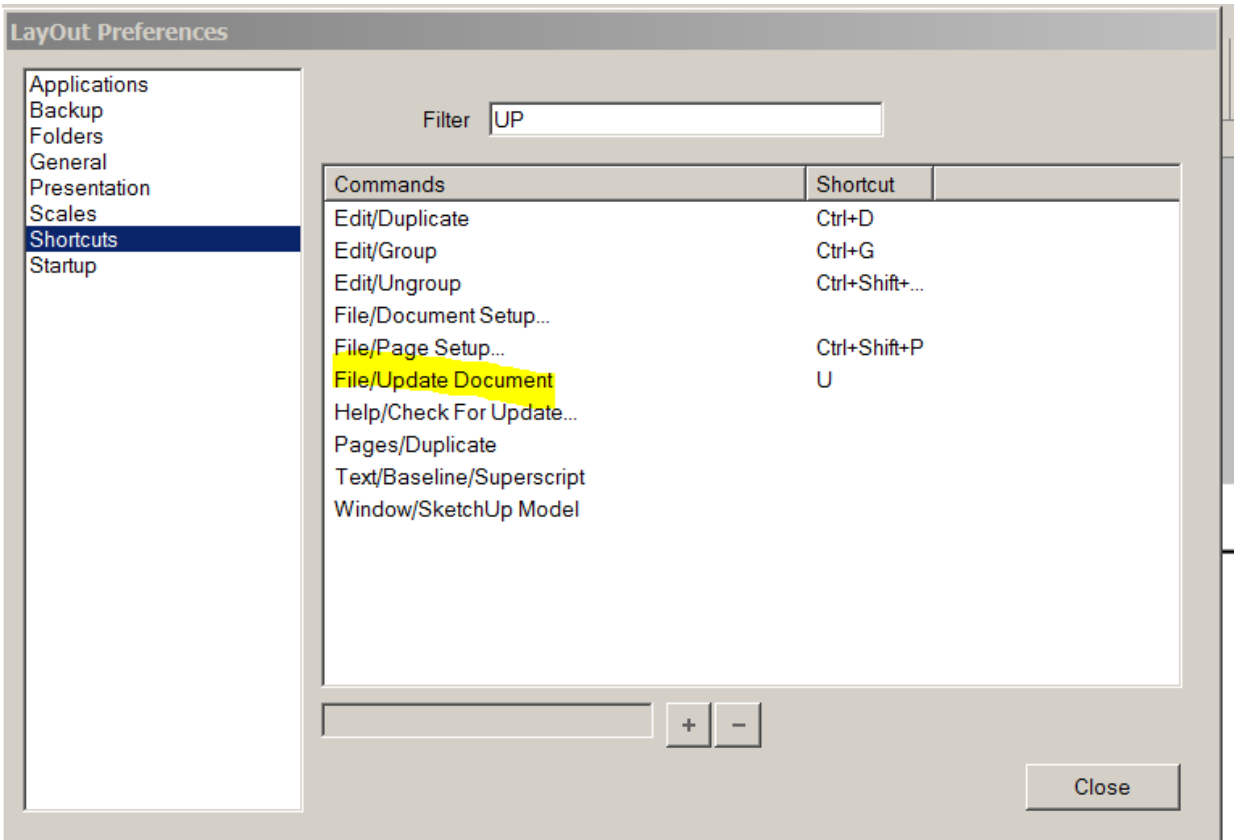 LayOut Preferences
Applications
Backup
Folders
General
Presentation
Scales
Shortcuts
Startup
Filter UP
Commands Shortcut
Edit/Duplicate Ctrl+D
Edit/Group Ctrl+G
Edit/Ungroup Ctrl+Shift+...
File/Document Setup...
File/Page Setup... Ctrl+Shift+P
File/Update Document U
Help/Check For Update...
Pages/Duplicate
Text/Baseline/Superscript
Window/SketchUp Model
+ −
Close